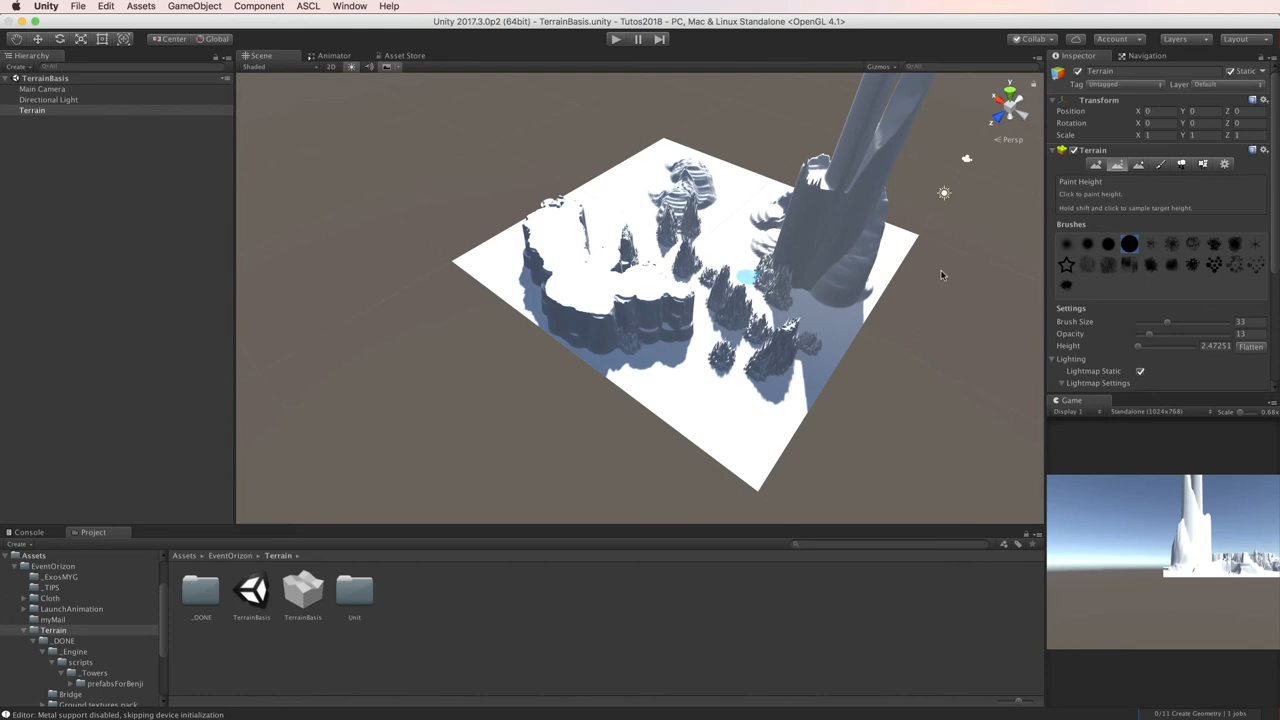 Unity File Edit Assets GameObject Component ASCL Window Help
Unity 2017.3.0p2 (64bit) - TerrainBasis.unity - Tutos2018 - PC, Mac & Linux Standalone <OpenGL 4.1>
Center Global Collab Account Layers Layout
Hierarchy Scene Animator Asset Store Inspector Navigation
Create Shaded 2D Gizmos
TerrainBasis
Main Camera
Directional Light
Terrain
y
x
z
Persp
Terrain Static
Tag Untagged Layer Default
Transform
Position X 0 Y 0 Z 0
Rotation X 0 Y 0 Z 0
Scale X 1 Y 1 Z 1
Terrain
Paint Height
Click to paint height.
Hold shift and click to sample target height.
Brushes
Settings
Brush Size 33
Opacity 13
Height 2.47251 Flatten
Lighting
Lightmap Static
Lightmap Settings
Game
Display 1 Standalone (1024x768) Scale 0.68x
Console Project
Create
Assets
EventOrizon
_ExosMYG
_TIPS
Cloth
LaunchAnimation
myMail
Terrain
_DONE
_Engine
scripts
_Towers
prefabsForBenji
Bridge
Ground textures pack
Assets EventOrizon Terrain
_DONE TerrainBasis TerrainBasis Unit
Editor: Metal support disabled, skipping device initialization
0/11 Create Geometry | 1 jobs